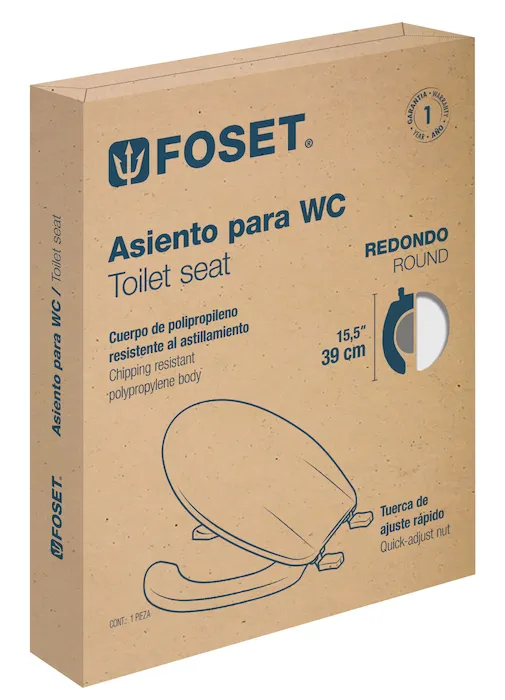 FOSET®
GARANTÍA • WARRANTY
1
YEAR • AÑO
Asiento para WC
Toilet seat
REDONDO
ROUND
Cuerpo de polipropileno
resistente al astillamiento
Chipping resistant
polypropylene body
15,5"
39 cm
Tuerca de
ajuste rápido
Quick-adjust nut
CONT.: 1 PIEZA
Asiento para WC / Toilet seat
FOSET